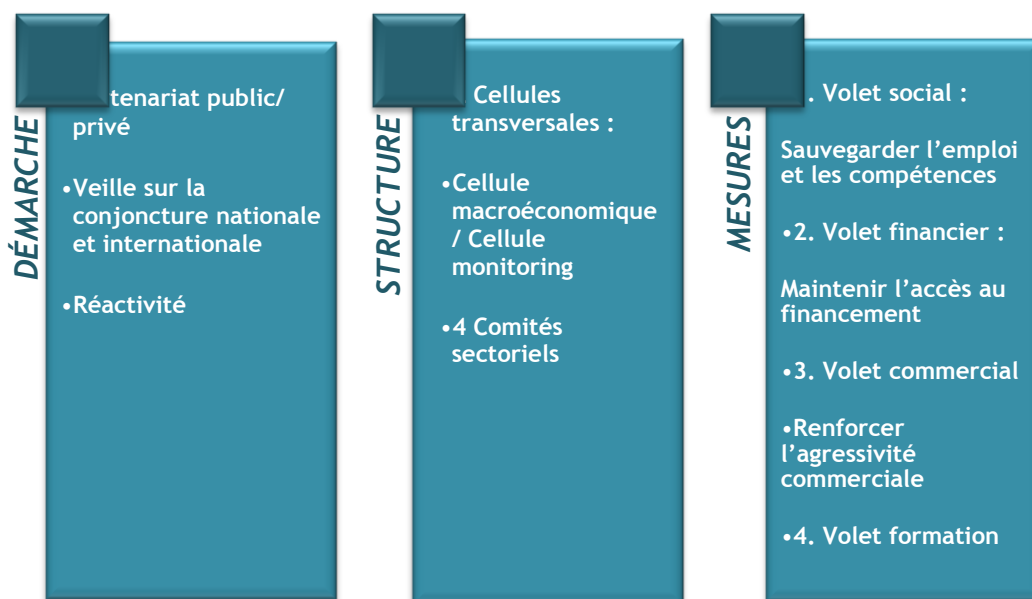 DÉMARCHE
tenariat public/
privé
•Veille sur la
conjoncture nationale
et internationale
•Réactivité
STRUCTURE
Cellules
transversales :
•Cellule
macroéconomique
/ Cellule
monitoring
•4 Comités
sectoriels
MESURES
. Volet social :
Sauvegarder l’emploi
et les compétences
•2. Volet financier :
Maintenir l’accès au
financement
•3. Volet commercial
•Renforcer
l’agressivité
commerciale
•4. Volet formation